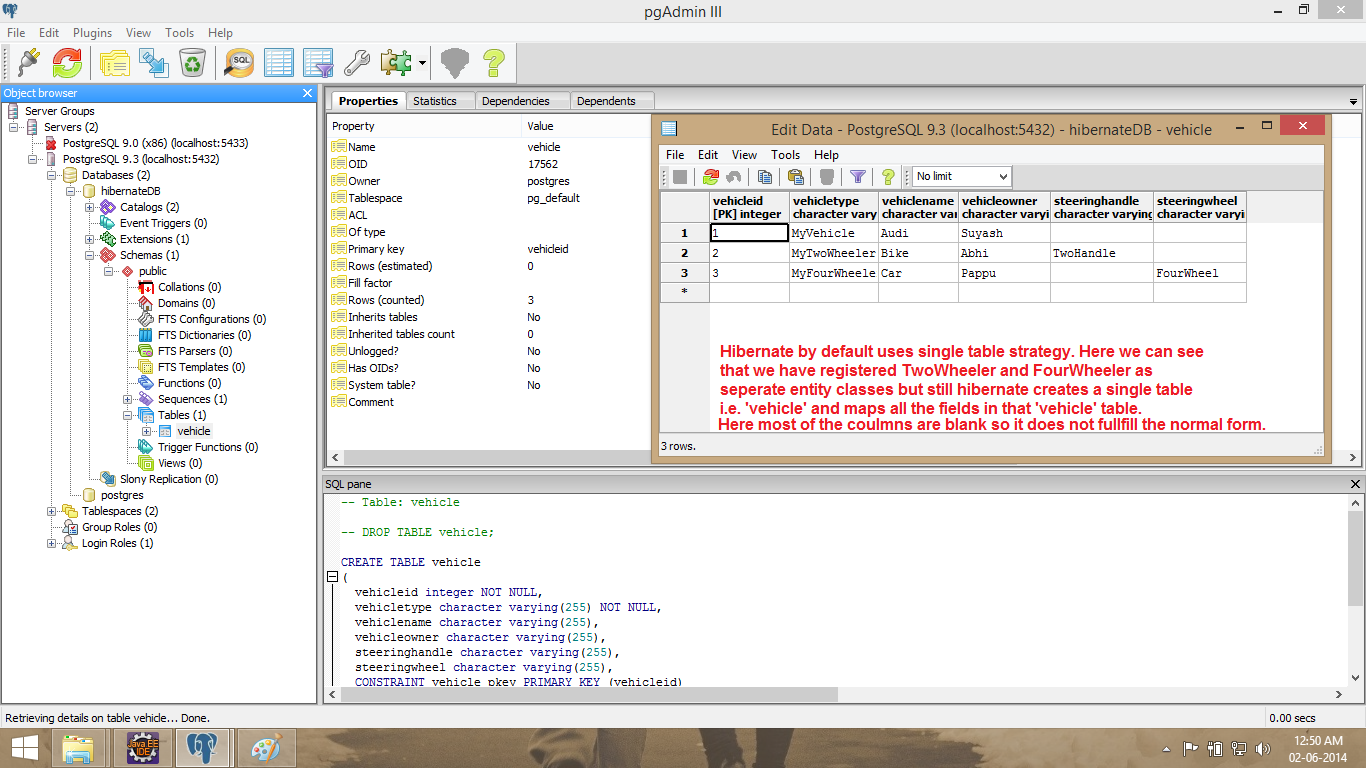 pgAdmin III
File Edit Plugins View Tools Help
SQL
Object browser
Server Groups
Servers (2)
PostgreSQL 9.0 (x86) (localhost:5433)
PostgreSQL 9.3 (localhost:5432)
Databases (2)
hibernateDB
Catalogs (2)
Event Triggers (0)
Extensions (1)
Schemas (1)
public
Collations (0)
Domains (0)
FTS Configurations (0)
FTS Dictionaries (0)
FTS Parsers (0)
FTS Templates (0)
Functions (0)
Sequences (1)
Tables (1)
vehicle
Trigger Functions (0)
Views (0)
Slony Replication (0)
postgres
Tablespaces (2)
Group Roles (0)
Login Roles (1)
Properties Statistics Dependencies Dependents
Property Value
Name vehicle
OID 17562
Owner postgres
Tablespace pg_default
ACL
Of type
Primary key vehicleid
Rows (estimated) 0
Fill factor
Rows (counted) 3
Inherits tables No
Inherited tables count 0
Unlogged? No
Has OIDs? No
System table? No
Comment
Edit Data - PostgreSQL 9.3 (localhost:5432) - hibernateDB - vehicle
File Edit View Tools Help
No limit
vehicleid vehicletype vehiclename vehicleowner steeringhandle steeringwheel
[PK] integer character vary character var character varyi character varying character varyi
1 1 MyVehicle Audi Suyash
2 2 MyTwoWheeler Bike Abhi TwoHandle
3 3 MyFourWheele Car Pappu FourWheel
*
Hibernate by default uses single table strategy. Here we can see
that we have registered TwoWheeler and FourWheeler as
seperate entity classes but still hibernate creates a single table
i.e. 'vehicle' and maps all the fields in that 'vehicle' table.
Here most of the coulmns are blank so it does not fullfill the normal form.
3 rows.
SQL pane
-- Table: vehicle
-- DROP TABLE vehicle;
CREATE TABLE vehicle
(
vehicleid integer NOT NULL,
vehicletype character varying(255) NOT NULL,
vehiclename character varying(255),
vehicleowner character varying(255),
steeringhandle character varying(255),
steeringwheel character varying(255),
CONSTRAINT vehicle_pkey PRIMARY KEY (vehicleid)
Retrieving details on table vehicle... Done.
0.00 secs
Java EE
IDE
12:50 AM
02-06-2014